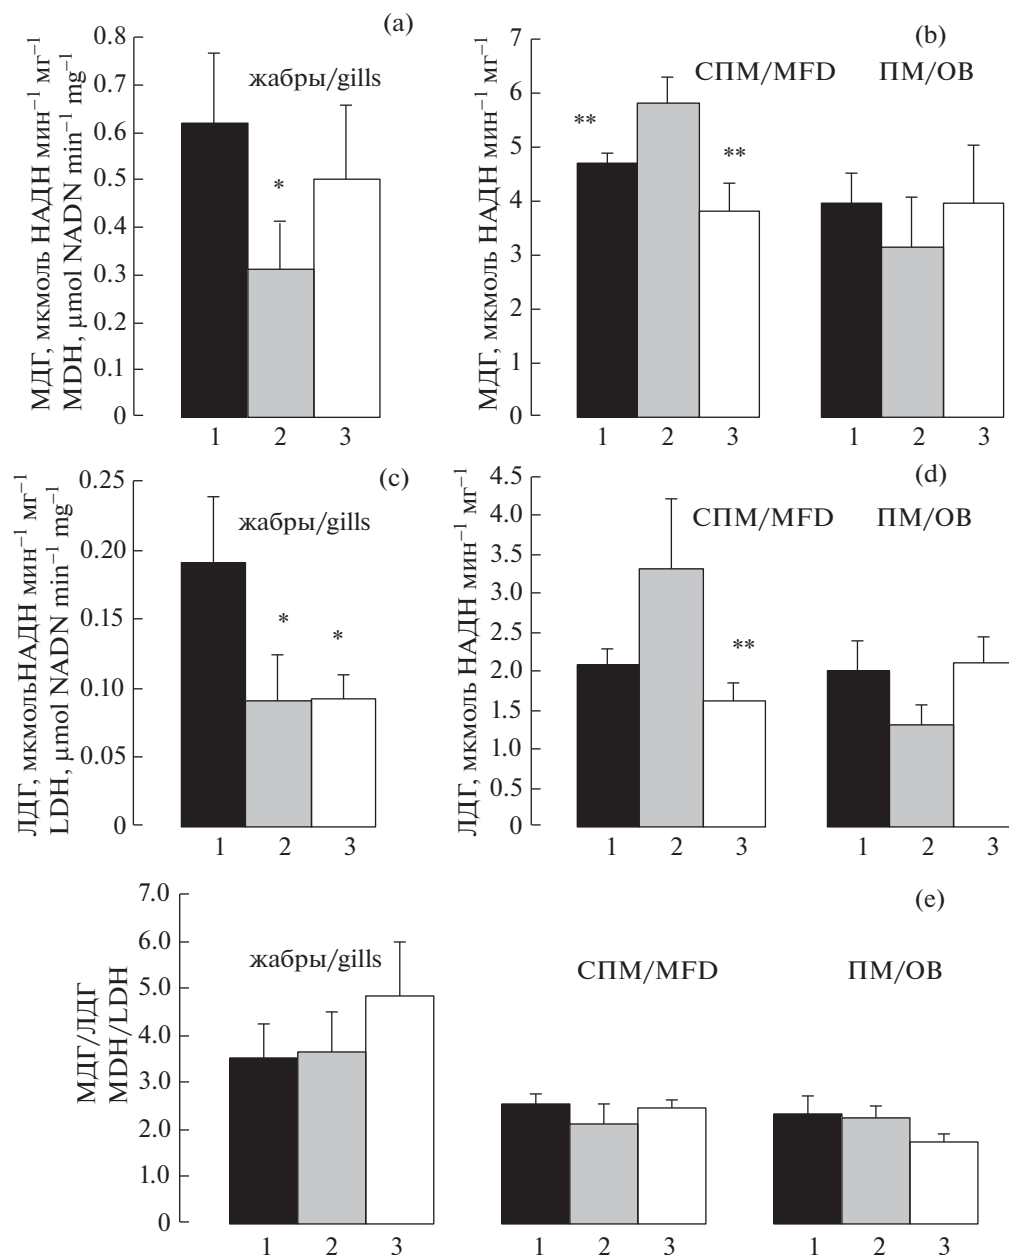 (a)
МДГ, мкмоль НАДН мин⁻¹ мг⁻¹
MDH, µmol NADN min⁻¹ mg⁻¹
0.8
0.7
0.6
0.5
0.4
0.3
0.2
0.1
0
жабры/gills
*
1 2 3
(b)
МДГ, мкмоль НАДН мин⁻¹ мг⁻¹
7
6
5
4
3
2
1
0
СПМ/MFD ПМ/OB
**
**
1 2 3 1 2 3
(c)
ЛДГ, мкмольНАДН мин⁻¹ мг⁻¹
LDH, µmol NADN min⁻¹ mg⁻¹
0.25
0.20
0.15
0.10
0.05
0
жабры/gills
* *
1 2 3
(d)
ЛДГ, мкмоль НАДН мин⁻¹ мг⁻¹
4.5
4.0
3.5
3.0
2.5
2.0
1.5
1.0
0.5
0
СПМ/MFD ПМ/OB
**
1 2 3 1 2 3
(e)
МДГ/ЛДГ
MDH/LDH
7.0
6.0
5.0
4.0
3.0
2.0
1.0
0
жабры/gills СПМ/MFD ПМ/OB
1 2 3 1 2 3 1 2 3